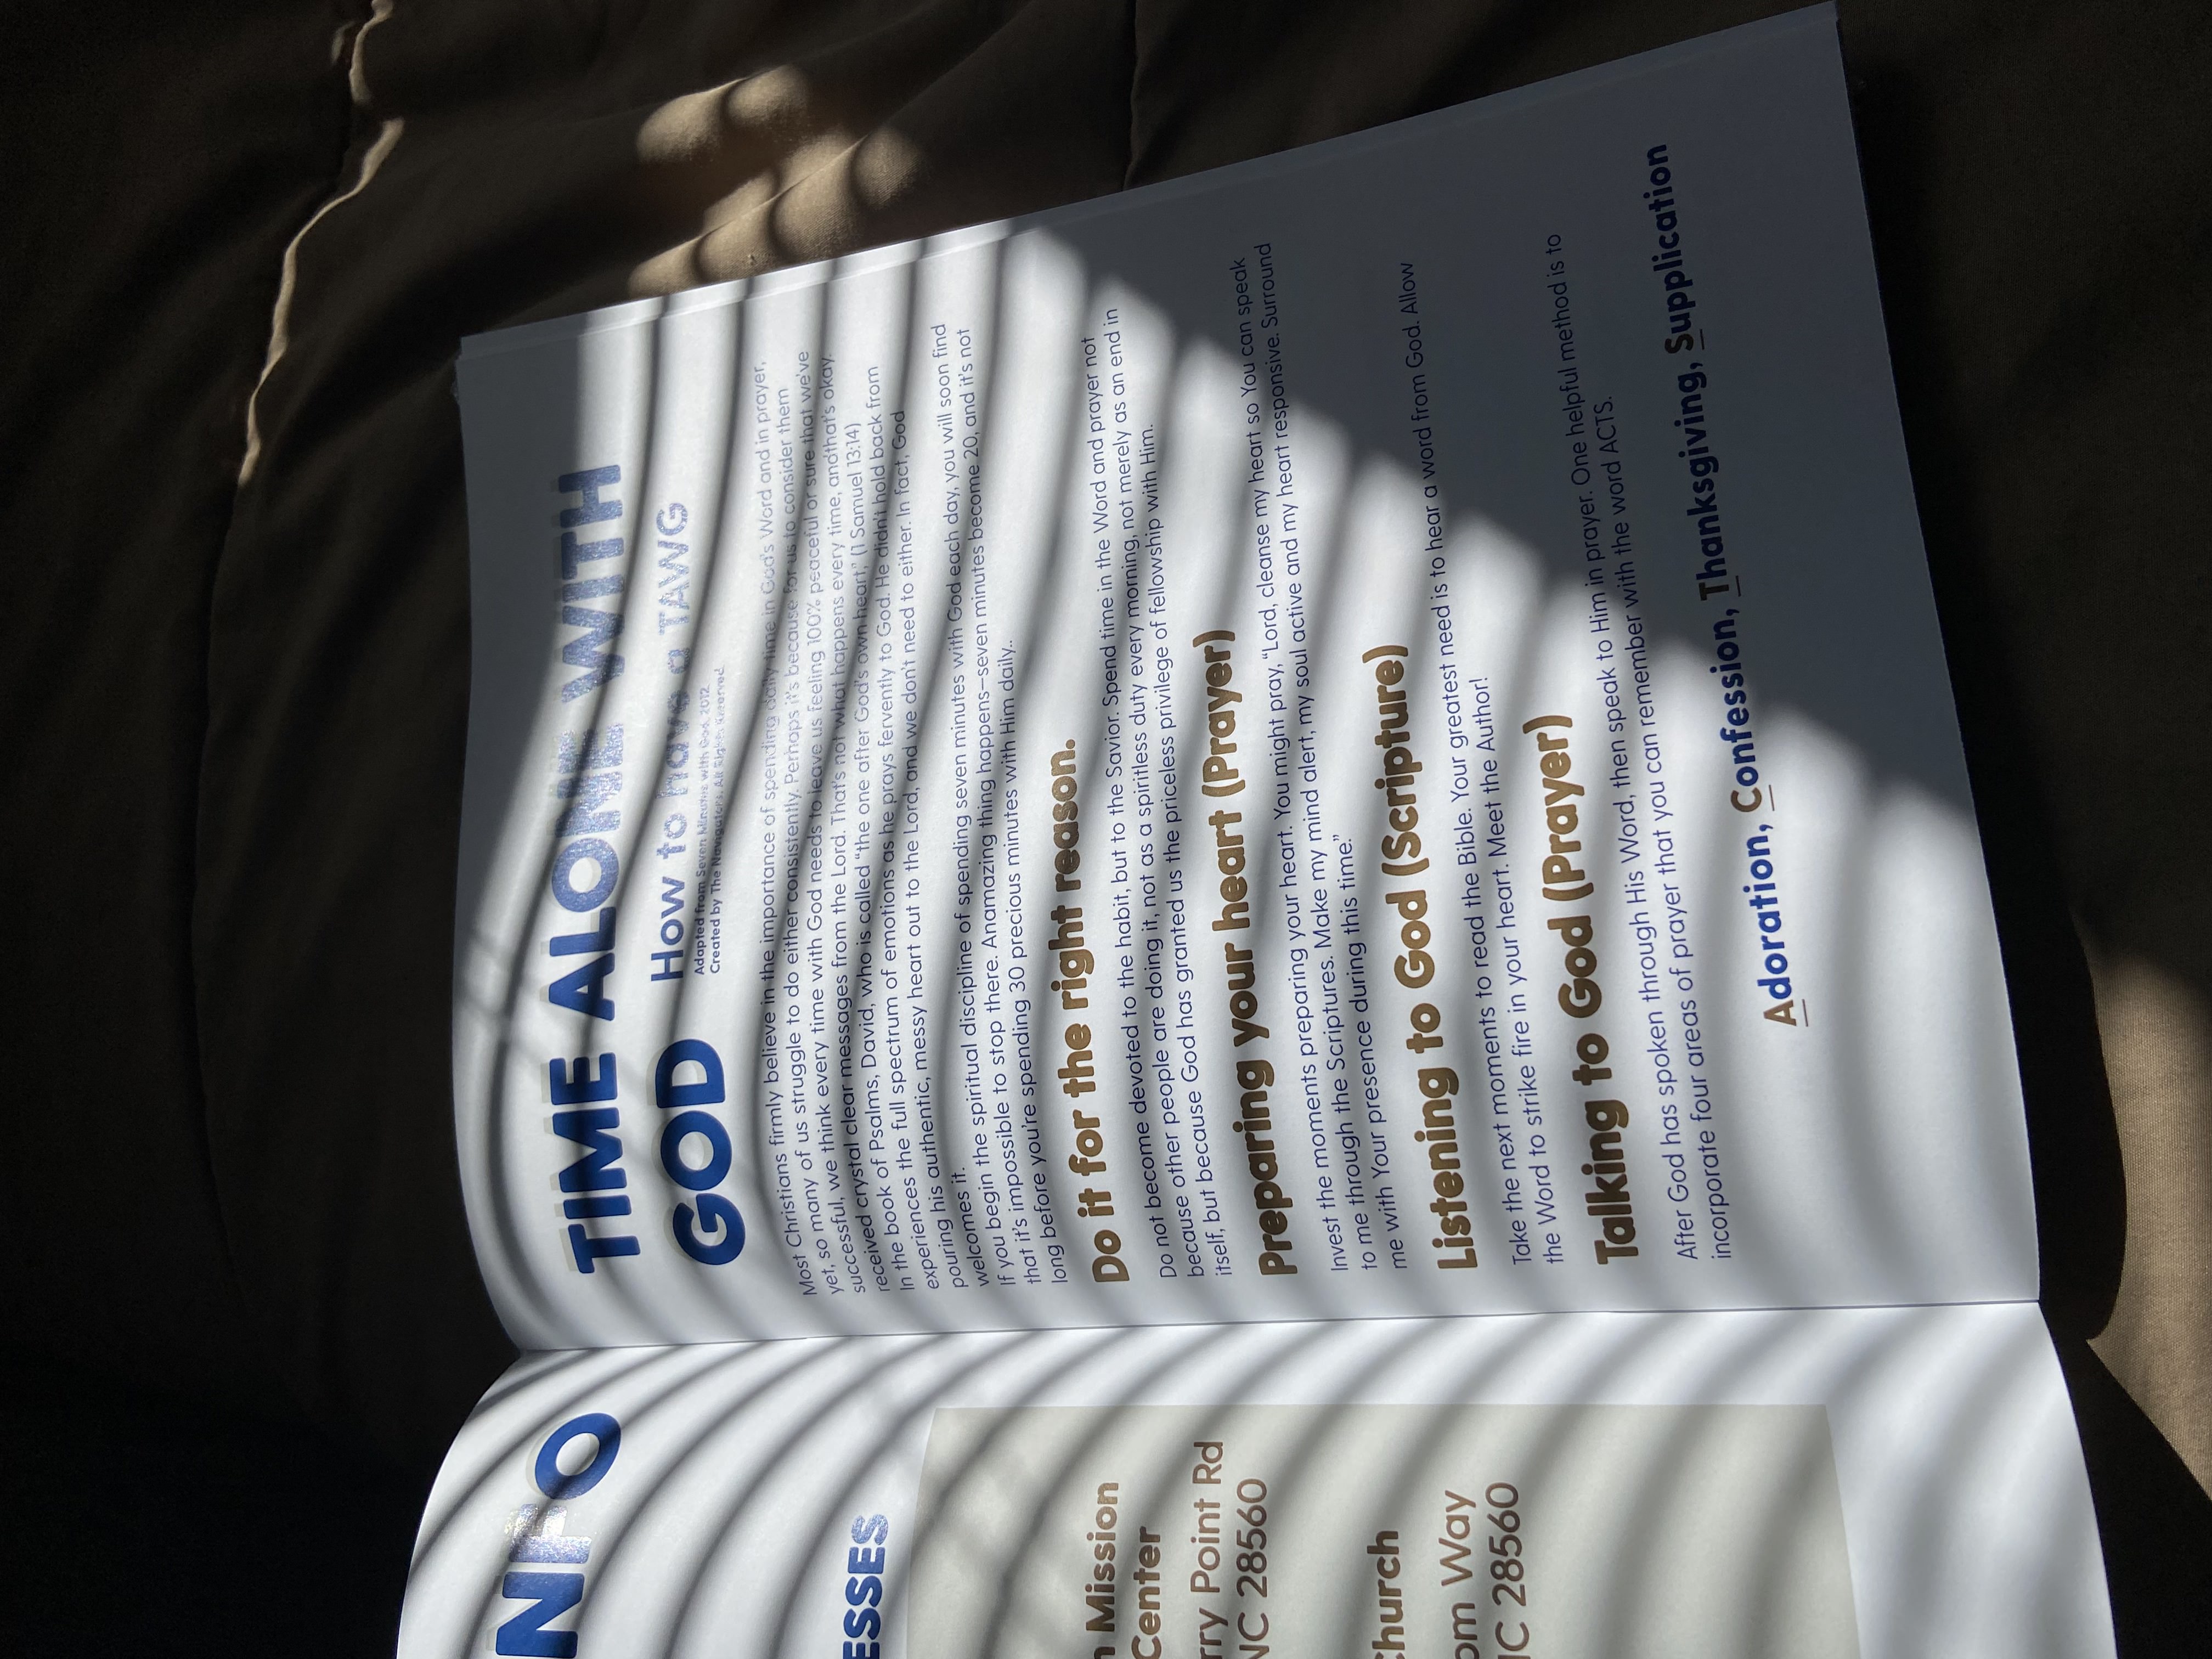 NFO
ESSES
n Mission
Center
rry Point Rd
NC 28560
Church
om Way
NC 28560
TIME ALONE WITH
GOD
How to have a TAWG
Adapted from Seven Minutes with God, 2012.
Created by The Navigators. All Rights Reserved.
Most Christians firmly believe in the importance of spending daily time in God's Word and in prayer,
yet, so many of us struggle to do either consistently. Perhaps it's because for us to consider them
successful, we think every time with God needs to leave us feeling 100% peaceful or sure that we've
received crystal clear messages from the Lord. That's not what happens every time, andthat's okay.
In the book of Psalms, David, who is called “the one after God's own heart,” (1 Samuel 13:14)
experiences the full spectrum of emotions as he prays fervently to God. He didn't hold back from
pouring his authentic, messy heart out to the Lord, and we don't need to either. In fact, God
welcomes it.
If you begin the spiritual discipline of spending seven minutes with God each day, you will soon find
that it's impossible to stop there. Anamazing thing happens—seven minutes become 20, and it's not
long before you're spending 30 precious minutes with Him daily..
Do it for the right reason.
Do not become devoted to the habit, but to the Savior. Spend time in the Word and prayer not
because other people are doing it, not as a spiritless duty every morning, not merely as an end in
itself, but because God has granted us the priceless privilege of fellowship with Him.
Preparing your heart (Prayer)
Invest the moments preparing your heart. You might pray, “Lord, cleanse my heart so You can speak
to me through the Scriptures. Make my mind alert, my soul active and my heart responsive. Surround
me with Your presence during this time.”
Listening to God (Scripture)
Take the next moments to read the Bible. Your greatest need is to hear a word from God. Allow
the Word to strike fire in your heart. Meet the Author!
Talking to God (Prayer)
After God has spoken through His Word, then speak to Him in prayer. One helpful method is to
incorporate four areas of prayer that you can remember with the word ACTS.
Adoration, Confession, Thanksgiving, Supplication